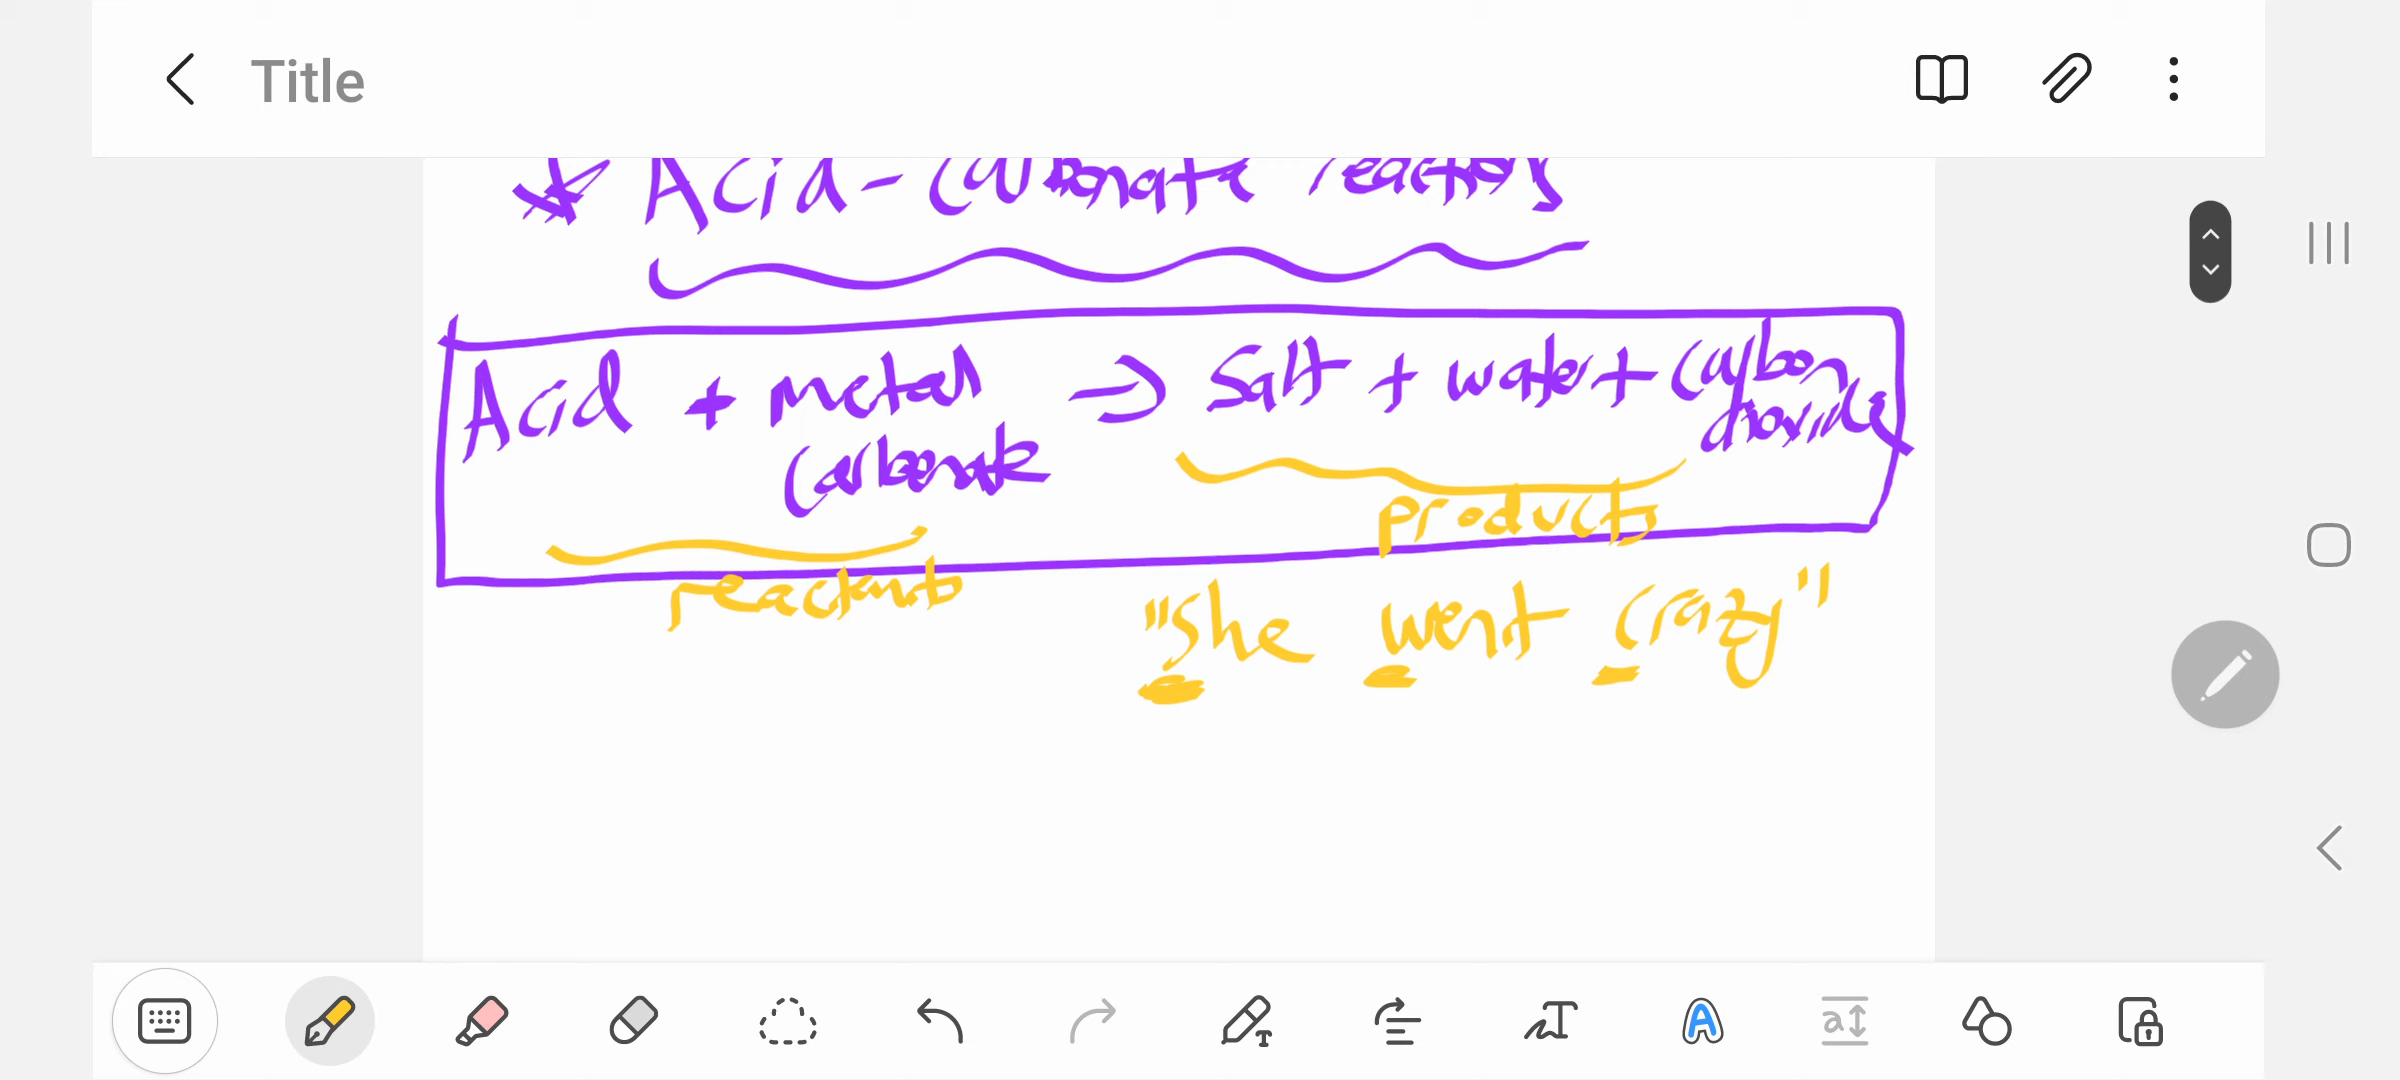 Title
* Acid-Carbonate reactions
Acid + metal carbonate → Salt + water + carbon dioxide
products
reactants
"She went crazy"